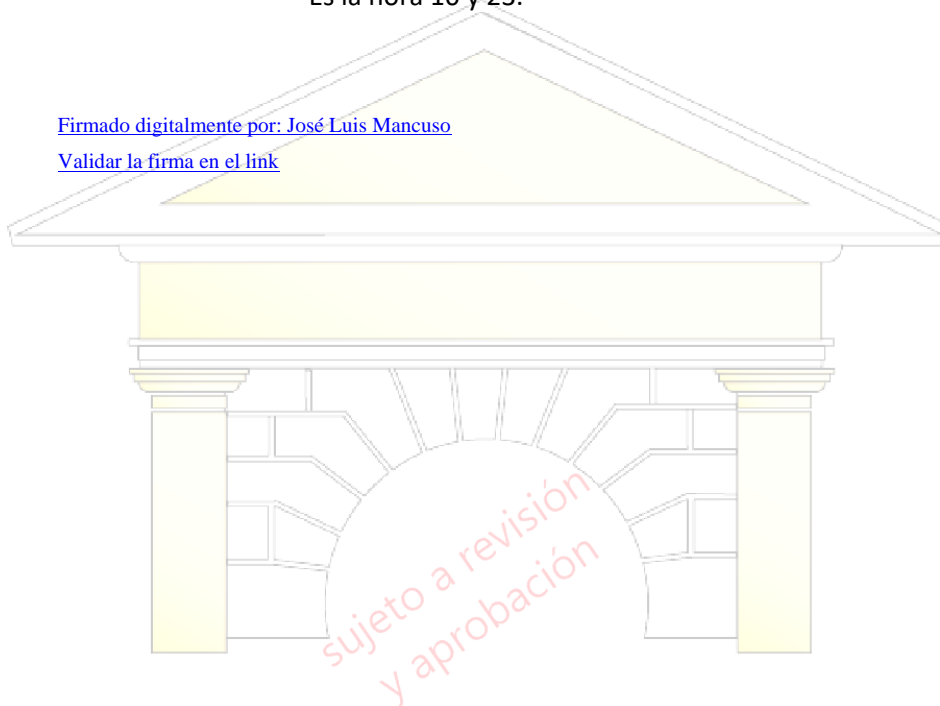 Es la hora 10 y 25.
Firmado digitalmente por: José Luis Mancuso
Validar la firma en el link
sujeto a revisión
y aprobación